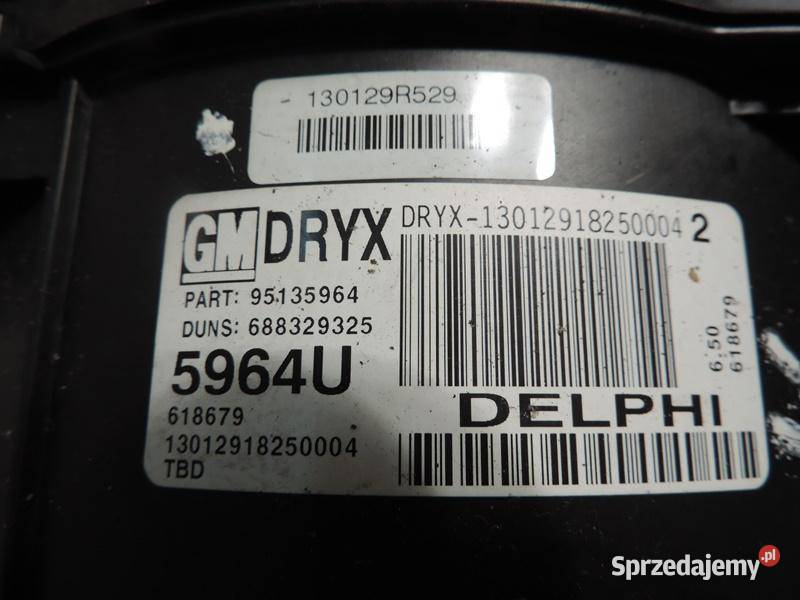 - 130129R529
GM DRYX DRYX-13012918250004 2
PART: 95135964
DUNS: 688329325
5964U
618679
13012918250004
TBD
DELPHI
6.50
618679
Sprzedajemy.pl